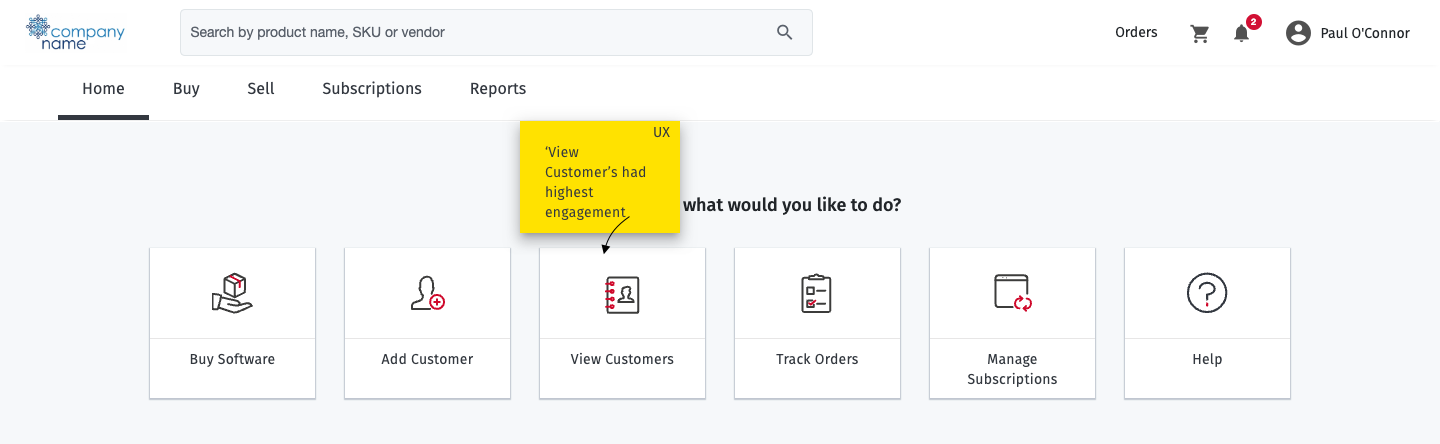 company
name
Search by product name, SKU or vendor
Orders
2
Paul O'Connor
Home
Buy
Sell
Subscriptions
Reports
UX
‘View
Customer’s had
highest
engagement
what would you like to do?
Buy Software
Add Customer
View Customers
Track Orders
Manage
Subscriptions
Help